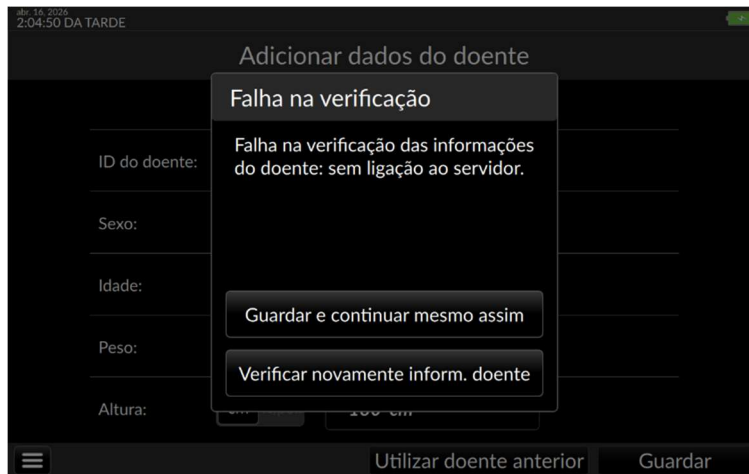 abr. 16, 2026
2:04:50 DA TARDE
Adicionar dados do doente
Falha na verificação
Falha na verificação das informações
do doente: sem ligação ao servidor.
ID do doente:
Sexo:
Idade:
Guardar e continuar mesmo assim
Peso:
Verificar novamente inform. doente
Altura:
cm
Utilizar doente anterior
Guardar